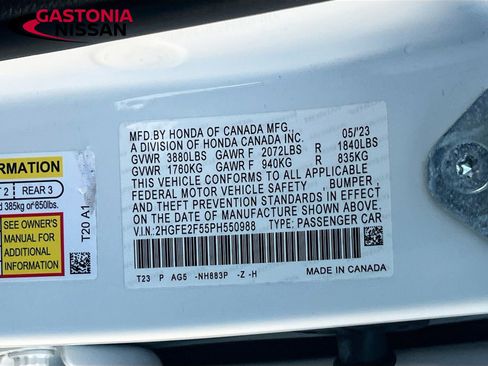 GASTONIA
NISSAN
MFD.BY HONDA OF CANADA MFG., 05/'23
A DIVISION OF HONDA CANADA INC.
GVWR 3880LBS GAWR F 2072LBS R 1840LBS
GVWR 1760KG GAWR F 940KG R 835KG
THIS VEHICLE CONFORMS TO ALL APPLICABLE
FEDERAL MOTOR VEHICLE SAFETY , BUMPER ,
AND THEFT PREVENTION STANDARDS IN EFFECT
ON THE DATE OF MANUFACTURE SHOWN ABOVE.
V.I.N: 2HGFE2F55PH550988 TYPE: PASSENGER CAR
T23 P AG5 -NH883P -Z -H
MADE IN CANADA
2 REAR 3
385kg or 850lbs.
SEE OWNER'S
MANUAL FOR
ADDITIONAL
INFORMATION
T20 A1